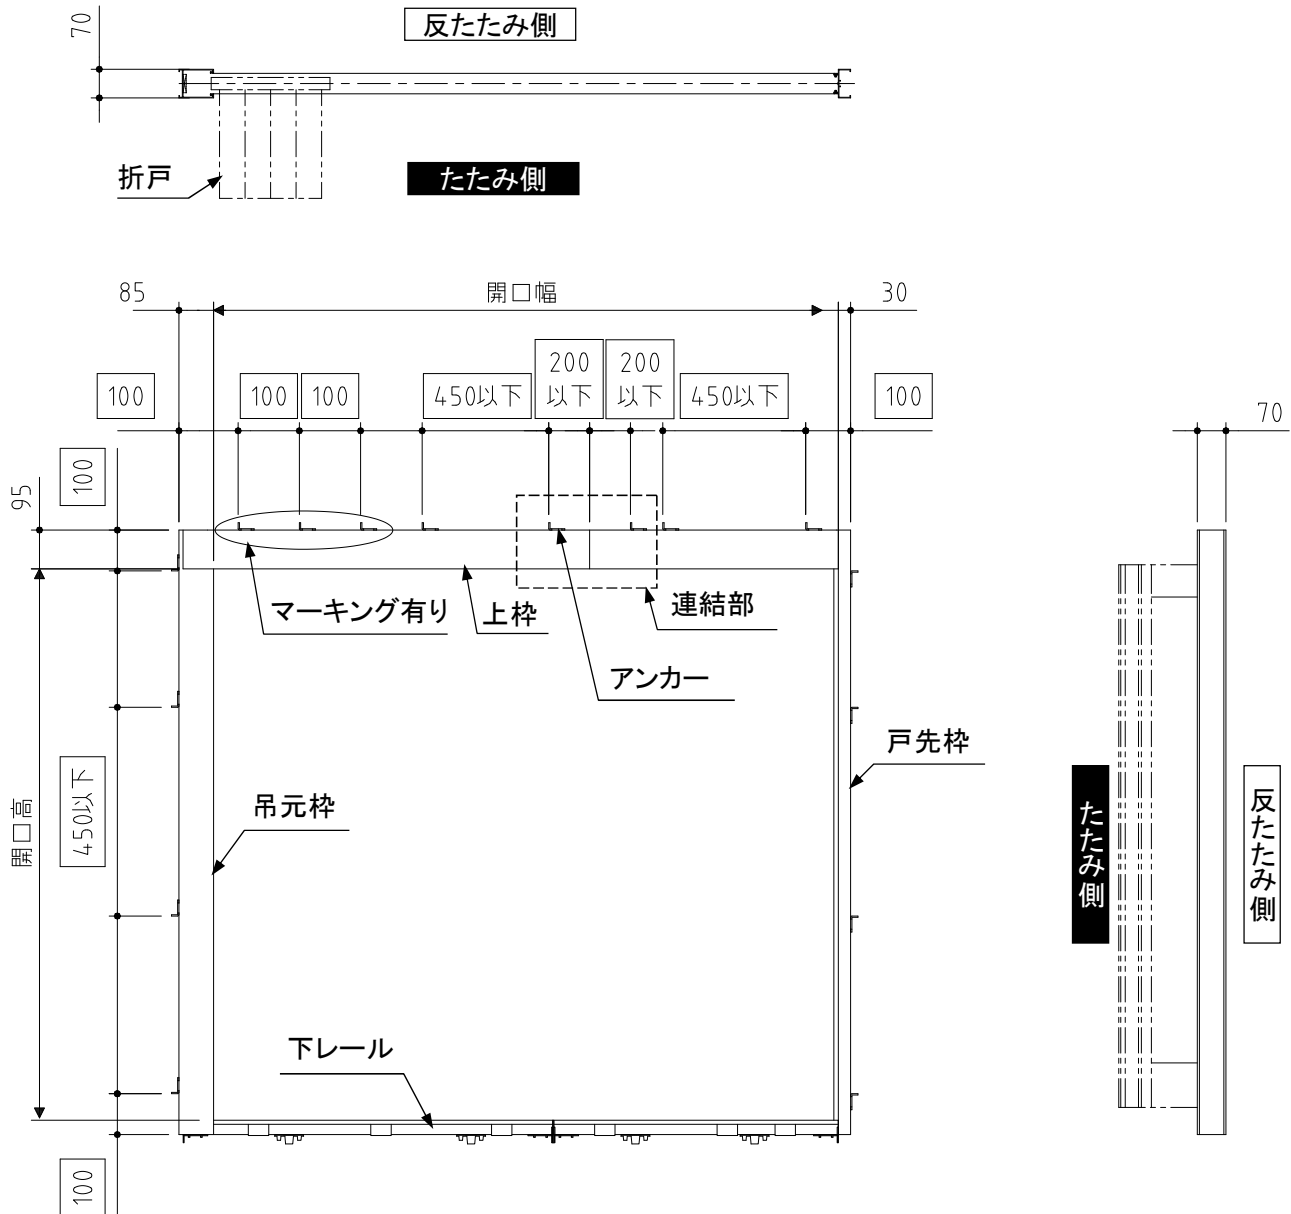 70
反たたみ側
折戸
たたみ側
85
開口幅
30
100
100
100
450以下
200
以下
200
以下
450以下
100
70
100
95
マーキング有り
上枠
連結部
アンカー
戸先枠
吊元枠
450以下
開口高
たたみ側
反たたみ側
下レール
100